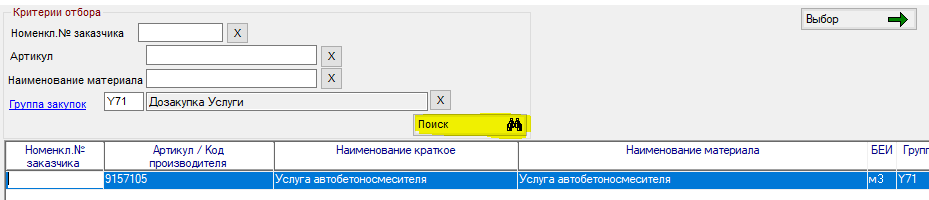 Критерии отбора
Выбор
Номенкл.№ заказчика X
Артикул X
Наименование материала X
Группа закупок Y71 Дозакупка Услуги X
Поиск
Номенкл.№ заказчика Артикул / Код производителя Наименование краткое Наименование материала БЕИ Групп
9157105 Услуга автобетоносмесителя Услуга автобетоносмесителя м3 Y71